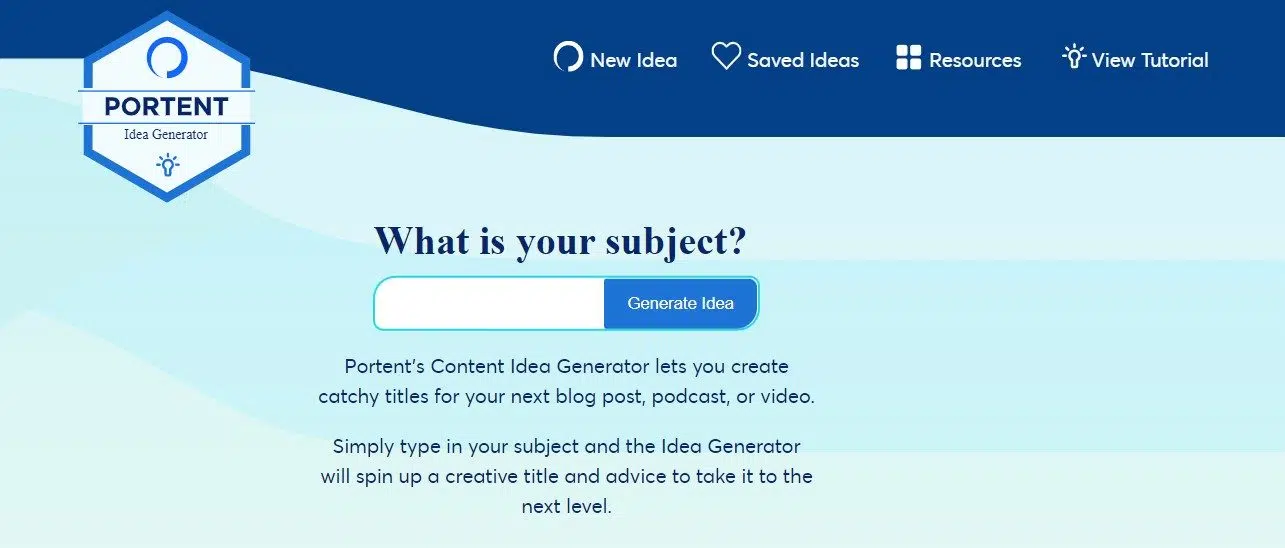 New Idea
Saved Ideas
Resources
View Tutorial
PORTENT
Idea Generator
What is your subject?
Generate Idea
Portent's Content Idea Generator lets you create
catchy titles for your next blog post, podcast, or video.
Simply type in your subject and the Idea Generator
will spin up a creative title and advice to take it to the
next level.